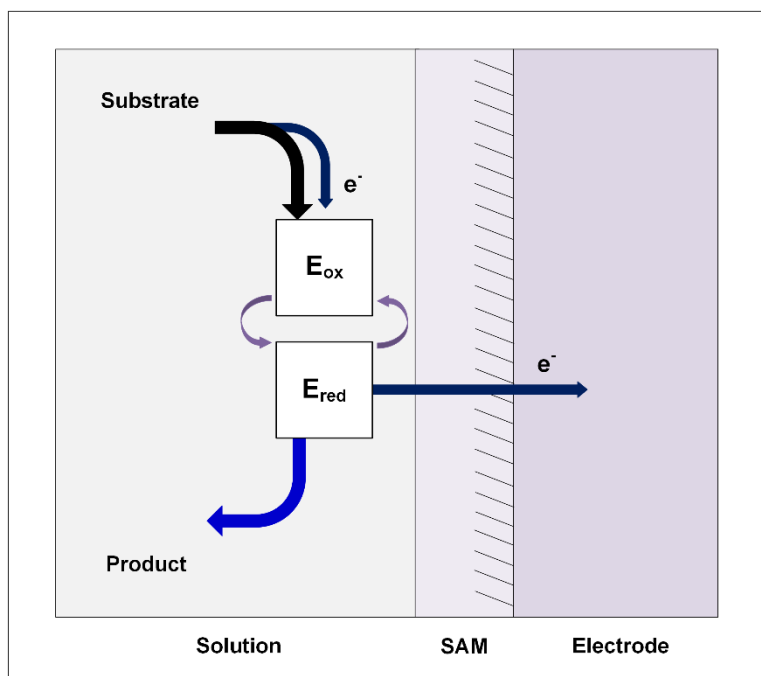 Substrate
e-
Eox
Ered
e-
Product
Solution
SAM
Electrode